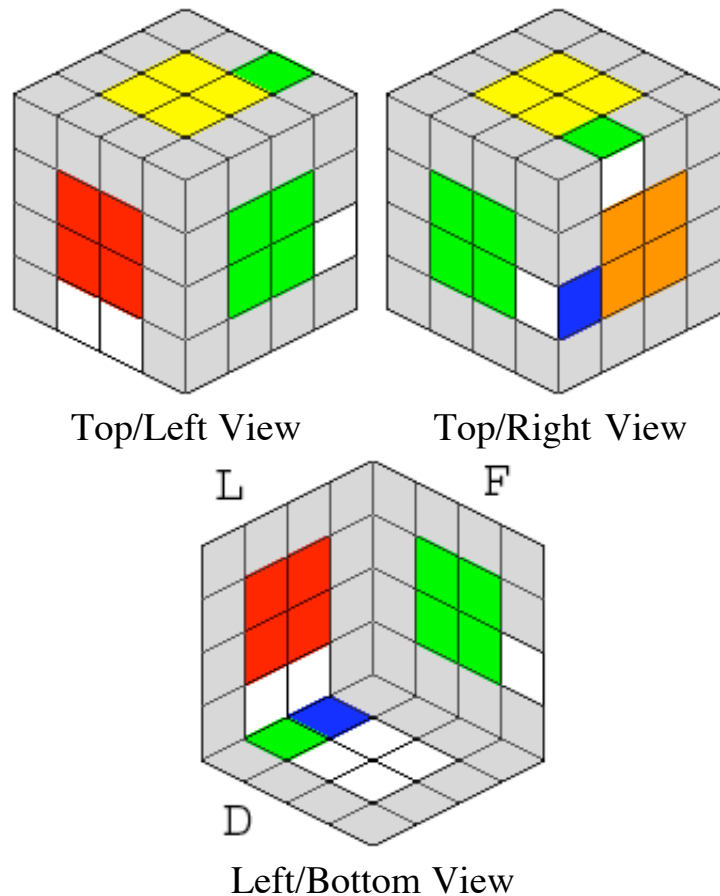 Top/Left View
Top/Right View
L
F
D
Left/Bottom View